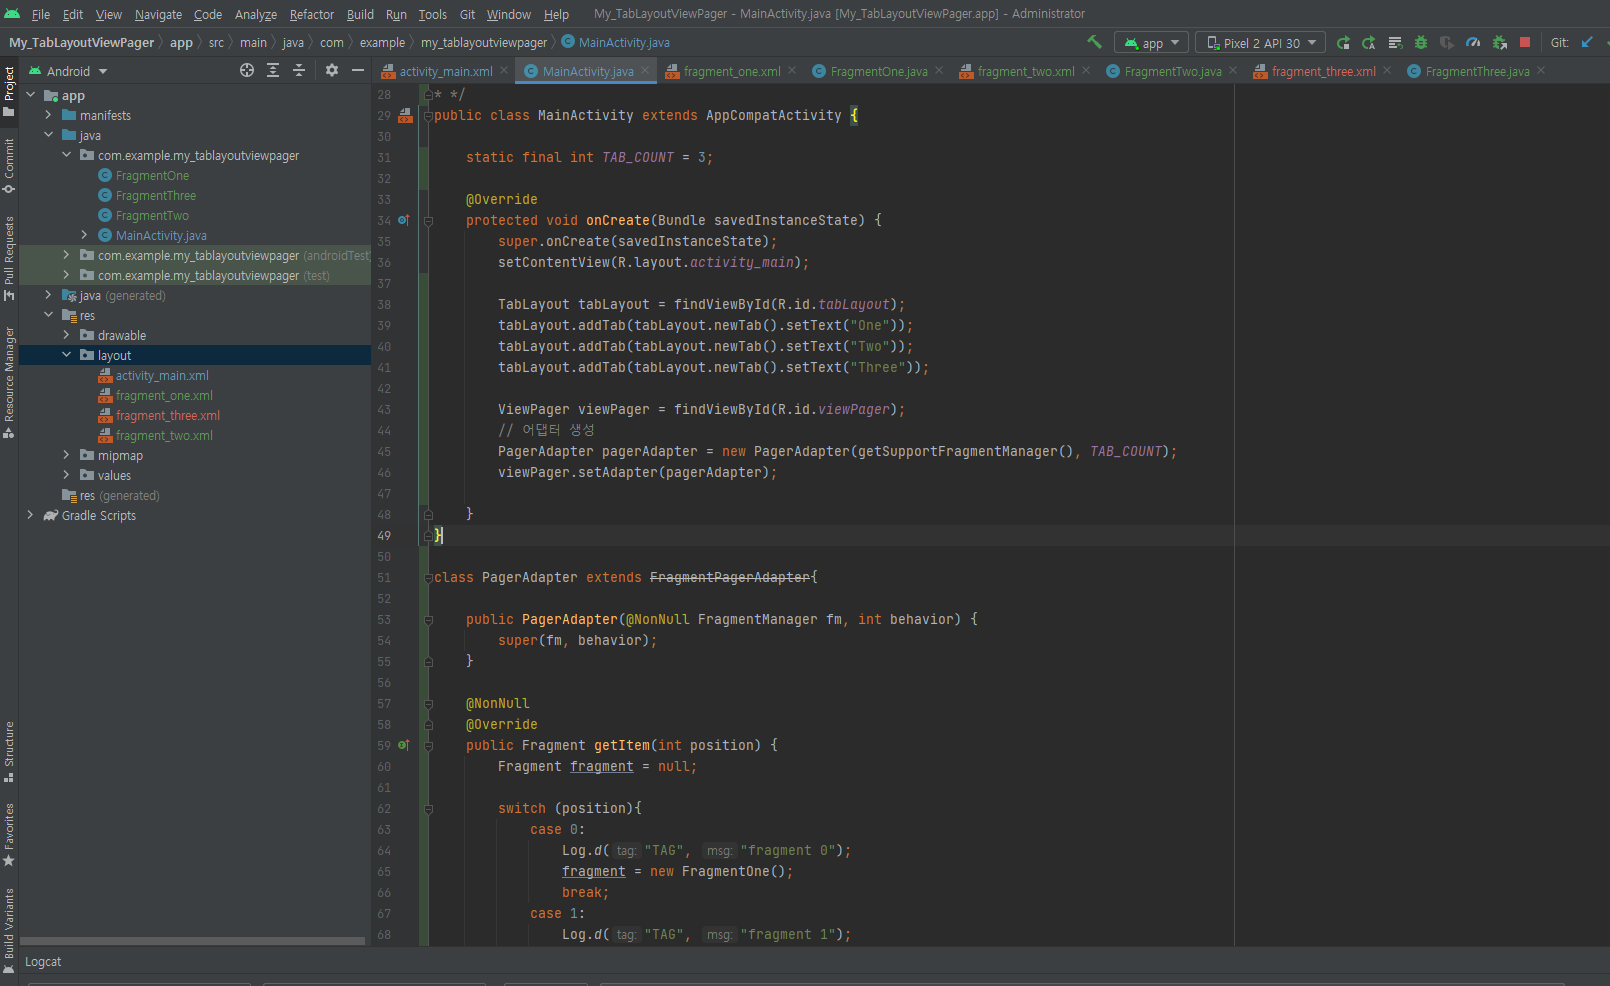 File Edit View Navigate Code Analyze Refactor Build Run Tools Git Window Help My_TabLayoutViewPager - MainActivity.java [My_TabLayoutViewPager.app] - Administrator
My_TabLayoutViewPager app src main java com example my_tablayoutviewpager MainActivity.java app Pixel 2 API 30 Git:
Android activity_main.xml MainActivity.java fragment_one.xml FragmentOne.java fragment_two.xml FragmentTwo.java fragment_three.xml FragmentThree.java
Project
Commit
Pull Requests
Resource Manager
Structure
Favorites
Build Variants
app
manifests
java
com.example.my_tablayoutviewpager
FragmentOne
FragmentThree
FragmentTwo
MainActivity.java
com.example.my_tablayoutviewpager (androidTest
com.example.my_tablayoutviewpager (test)
java (generated)
res
drawable
layout
activity_main.xml
fragment_one.xml
fragment_three.xml
fragment_two.xml
mipmap
values
res (generated)
Gradle Scripts
28 * */
29 public class MainActivity extends AppCompatActivity {
30
31 static final int TAB_COUNT = 3;
32
33 @Override
34 protected void onCreate(Bundle savedInstanceState) {
35 super.onCreate(savedInstanceState);
36 setContentView(R.layout.activity_main);
37
38 TabLayout tabLayout = findViewById(R.id.tabLayout);
39 tabLayout.addTab(tabLayout.newTab().setText("One"));
40 tabLayout.addTab(tabLayout.newTab().setText("Two"));
41 tabLayout.addTab(tabLayout.newTab().setText("Three"));
42
43 ViewPager viewPager = findViewById(R.id.viewPager);
44 // 어댑터 생성
45 PagerAdapter pagerAdapter = new PagerAdapter(getSupportFragmentManager(), TAB_COUNT);
46 viewPager.setAdapter(pagerAdapter);
47
48 }
49 }
50
51 class PagerAdapter extends FragmentPagerAdapter{
52
53 public PagerAdapter(@NonNull FragmentManager fm, int behavior) {
54 super(fm, behavior);
55 }
56
57 @NonNull
58 @Override
59 public Fragment getItem(int position) {
60 Fragment fragment = null;
61
62 switch (position){
63 case 0:
64 Log.d( tag: "TAG", msg: "fragment 0");
65 fragment = new FragmentOne();
66 break;
67 case 1:
68 Log.d( tag: "TAG", msg: "fragment 1");
Logcat